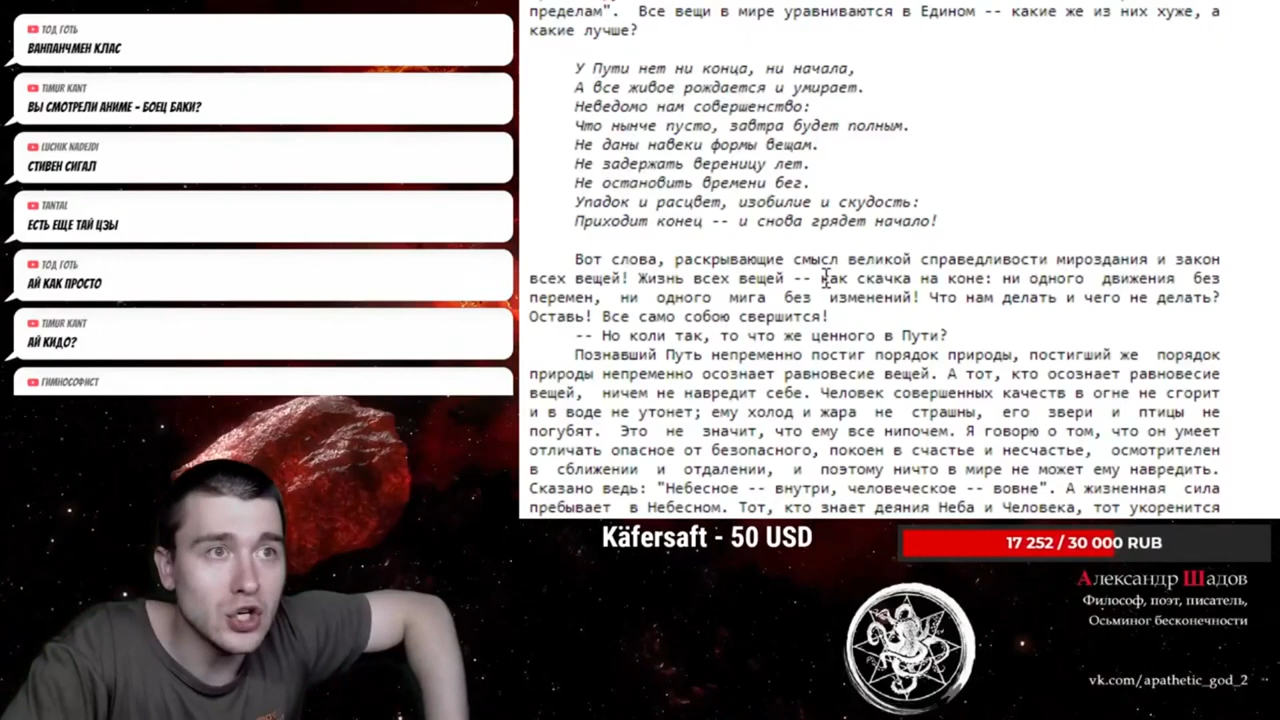 ТОД ГОТЬ
ВАНПАНЧМЕН КЛАС
TIMUR KANT
ВЫ СМОТРЕЛИ АНИМЕ - БОЕЦ БАКИ?
LUCHIK NADEJDI
СТИВЕН СИГАЛ
TANTAL
ЕСТЬ ЕЩЕ ТАЙ ЦЗЫ
ТОД ГОТЬ
АЙ КАК ПРОСТО
TIMUR KANT
АЙ КИДО?
ГИМНОСОФИСТ
пределам".  Все вещи в мире уравниваются в Едином -- какие же из них хуже, а
какие лучше?
У Пути нет ни конца, ни начала,
А все живое рождается и умирает.
Неведомо нам совершенство:
Что нынче пусто, завтра будет полным.
Не даны навеки формы вещам.
Не задержать вереницу лет.
Не остановить времени бег.
Упадок и расцвет, изобилие и скудость:
Приходит конец -- и снова грядет начало!
Вот слова, раскрывающие смысл великой справедливости мироздания и закон
всех вещей! Жизнь всех вещей -- как скачка на коне: ни одного движения без
перемен, ни одного мига без изменений! Что нам делать и чего не делать?
Оставь! Все само собою свершится!
-- Но коли так, то что же ценного в Пути?
Познавший Путь непременно постиг порядок природы, постигший же закон
природы непременно осознает равновесие вещей. А тот, кто осознает равновесие
вещей, ничем не навредит себе. Человек совершенных качеств в огне не сгорит
и в воде не утонет; ему холод и жара не страшны, его звери и птицы не
погубят. Это не значит, что ему все нипочем. Я говорю о том, что он умеет
отличать опасное от безопасного, покоен в счастье и несчастье, осмотрителен
в сближении и отдалении, и поэтому ничто в мире не может ему навредить.
Сказано ведь: "Небесное -- внутри, человеческое -- вовне". А жизненная сила
пребывает в Небесном. Тот, кто знает деяния Неба и Человека, тот укоренится
Käfersaft - 50 USD
17 252 / 30 000 RUB
Александр Шадов
Философ, поэт, писатель,
Осьминог бесконечности
vk.com/apathetic_god_2